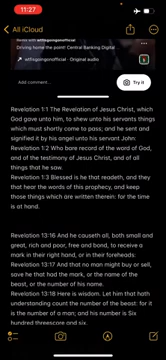 11:27
All iCloud
Driving home the point! Central Banking Digital...
wtfisgoingonofficial • Original audio
Add comment...
Try it
Revelation 1:1 The Revelation of Jesus Christ, which
God gave unto him, to shew unto his servants things
which must shortly come to pass; and he sent and
signified it by his angel unto his servant John:
Revelation 1:2 Who bare record of the word of God,
and of the testimony of Jesus Christ, and of all
things that he saw.
Revelation 1:3 Blessed is he that readeth, and they
that hear the words of this prophecy, and keep
those things which are written therein: for the
time is at hand.
Revelation 13:16 And he causeth all, both small and
great, rich and poor, free and bond, to receive a
mark in their right hand, or in their foreheads:
Revelation 13:17 And that no man might buy or sell,
save he that had the mark, or the name of the
beast, or the number of his name.
Revelation 13:18 Here is wisdom. Let him that hath
understanding count the number of the beast: for it
is the number of a man; and his number is Six
hundred threescore and six.